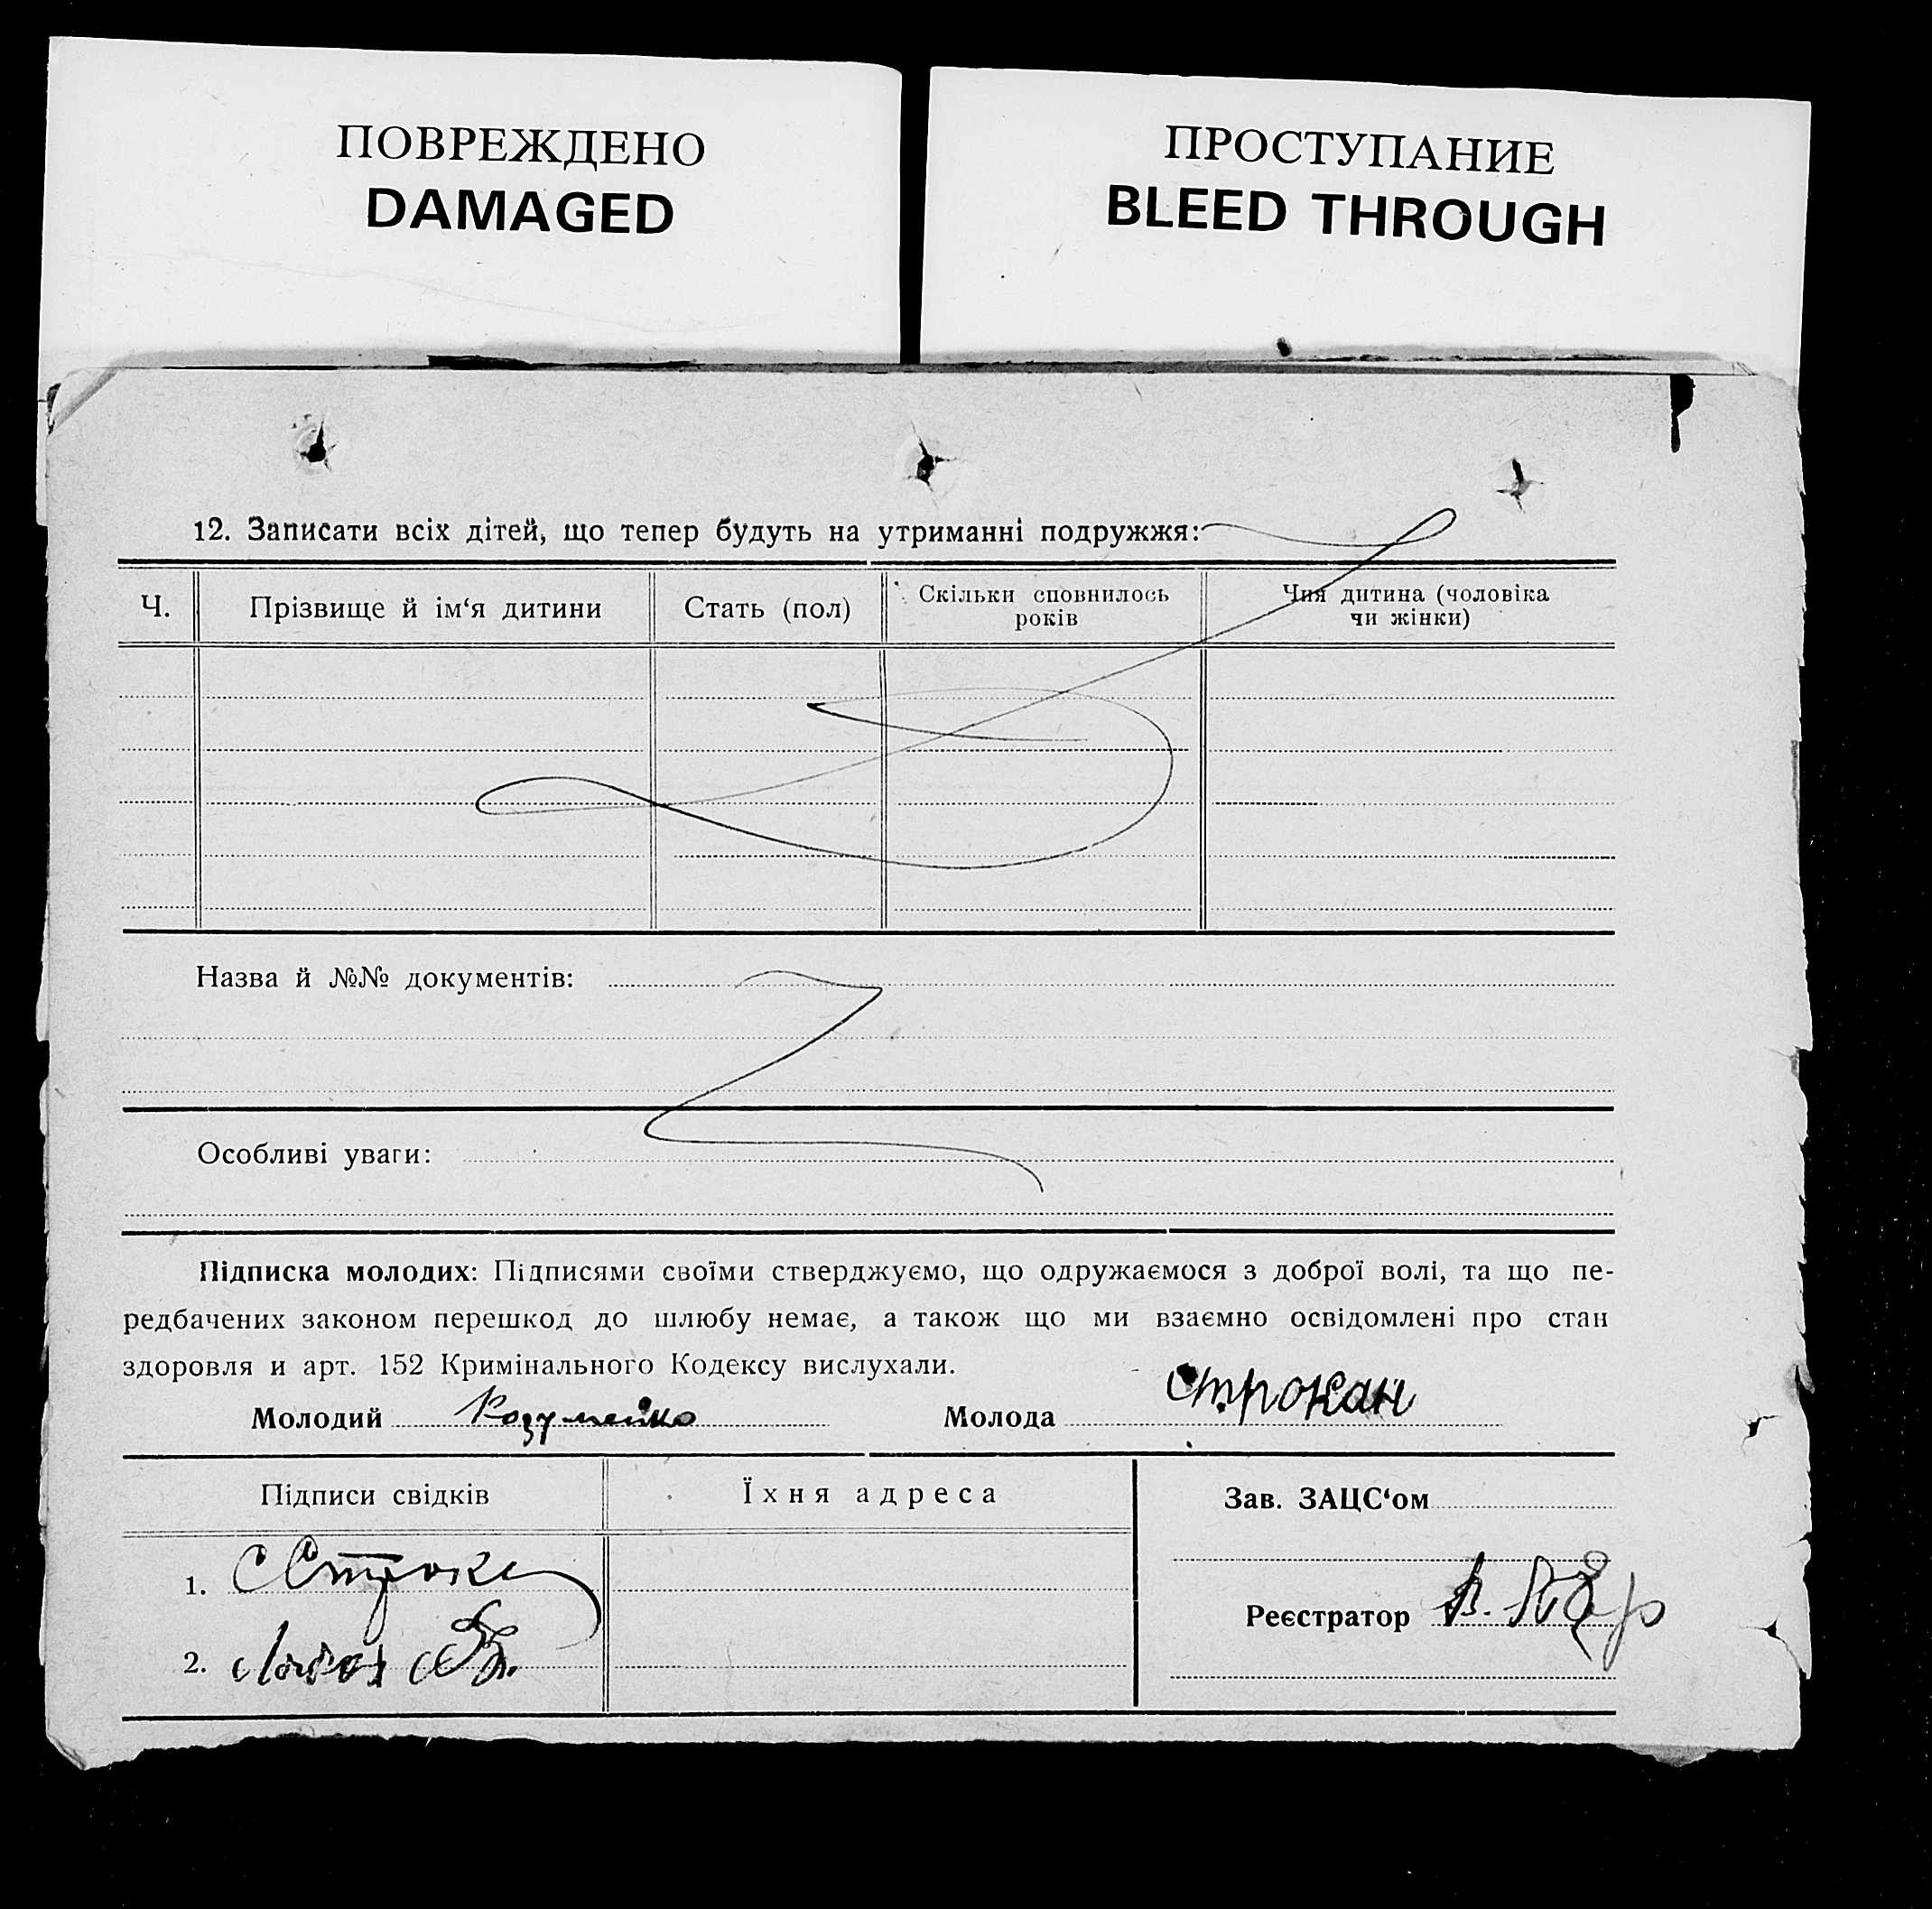 ПОВРЕЖДЕНО
DAMAGED
ПРОСТУПАНИЕ
BLEED THROUGH
12. Записати всіх дітей, що тепер будуть на утриманні подружжя:
Ч.
Прізвище й ім‘я дитини
Стать (пол)
Скільки сповнилось
років
Чия дитина (чоловіка
чи жінки)
Назва й №№ документів:
Особливі уваги:
Підписка молодих: Підписями своїми стверджуємо, що одружаємося з доброї волі, та що пе-
редбачених законом перешкод до шлюбу немає, а також що ми взаємно освідомлені про стан
здоровля и арт. 152 Кримінального Кодексу вислухали.
Молодий Розумейко Молода Строкан
Підписи свідків
Їхня адреса
Зав. ЗАЦС‘ом
1.
Реєстратор
2.